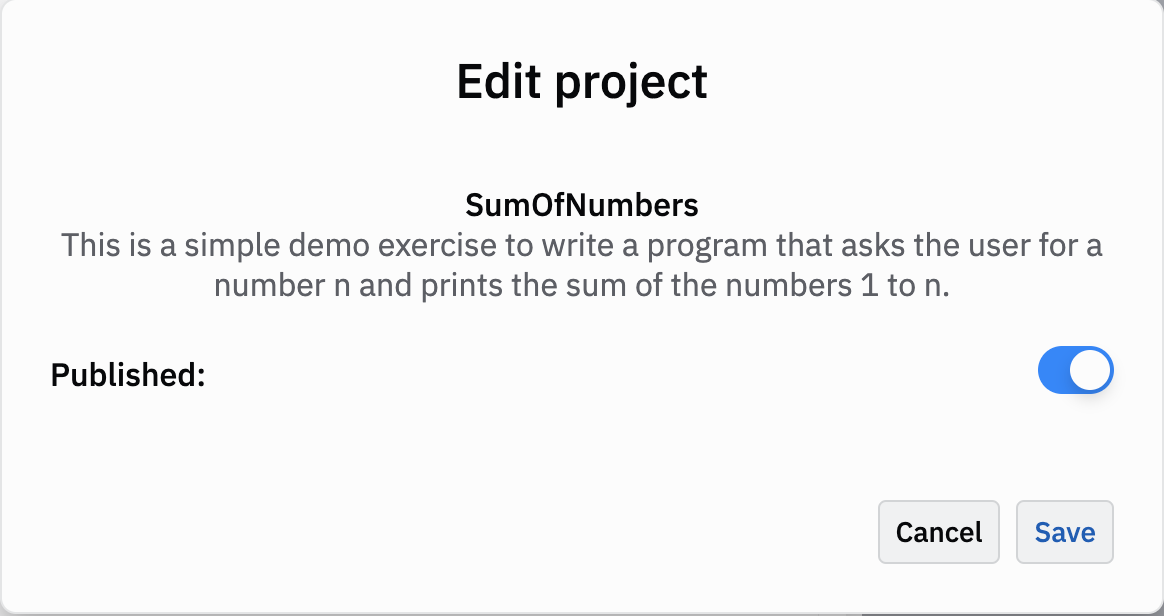 Edit project
SumOfNumbers
This is a simple demo exercise to write a program that asks the user for a
number n and prints the sum of the numbers 1 to n.
Published:
Cancel Save